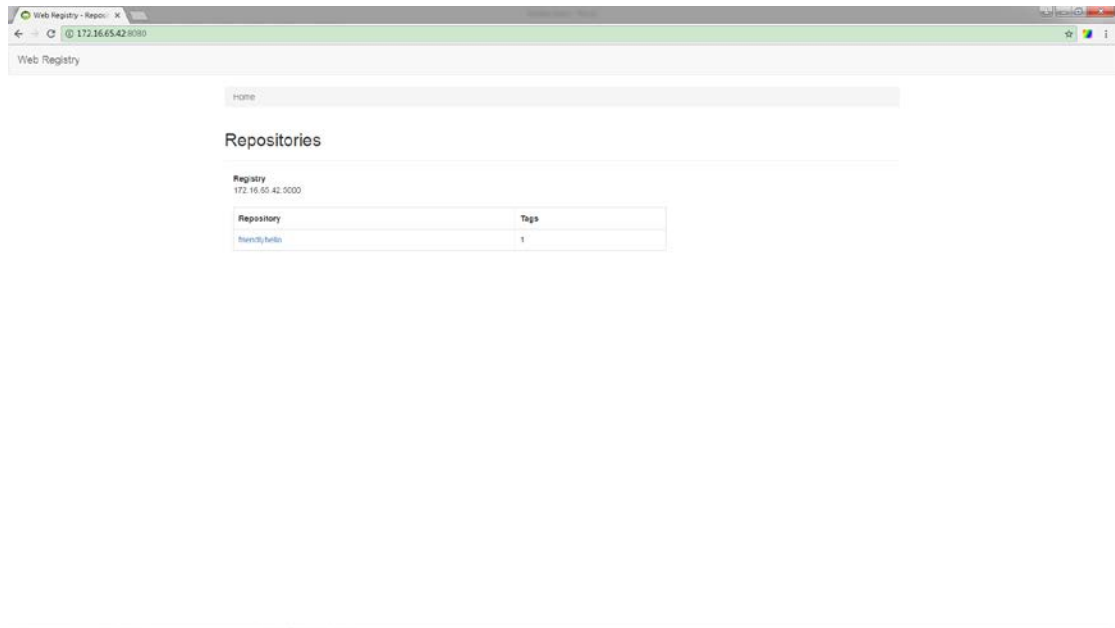 Web Registry - Repos
172.16.65.42:8080
Web Registry
Home
Repositories
Registry
172.16.65.42:5000
Repository Tags
friendlyhello 1